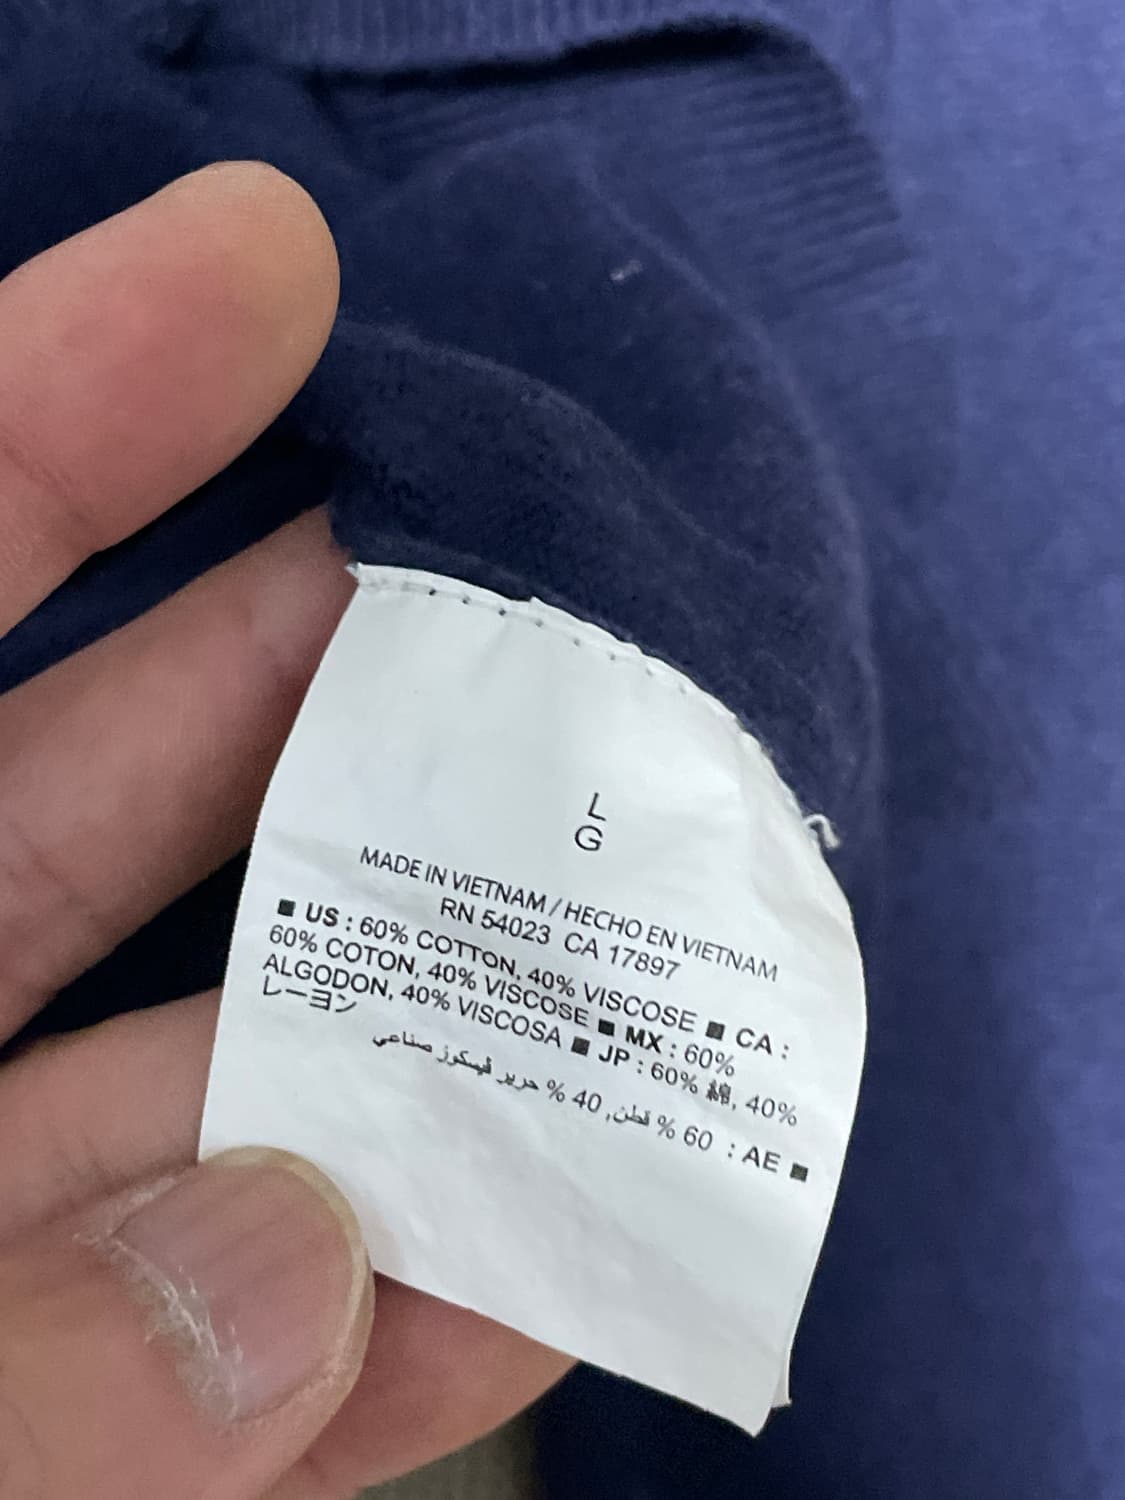 L
G
MADE IN VIETNAM / HECHO EN VIETNAM
RN 54023 CA 17897
■ US : 60% COTTON, 40% VISCOSE ■ CA :
60% COTON, 40% VISCOSE ■ MX : 60%
ALGODON, 40% VISCOSA ■ JP : 60% 綿, 40%
レーヨン
■ AE : 60 % قطن, 40 % حرير فيسكوز صناعي